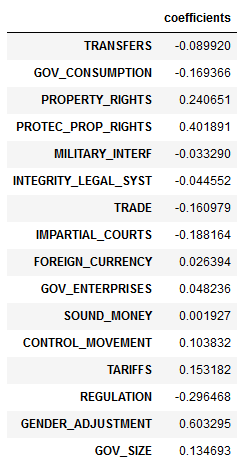 coefficients
TRANSFERS -0.089920
GOV_CONSUMPTION -0.169366
PROPERTY_RIGHTS 0.240651
PROTEC_PROP_RIGHTS 0.401891
MILITARY_INTERF -0.033290
INTEGRITY_LEGAL_SYST -0.044552
TRADE -0.160979
IMPARTIAL_COURTS -0.188164
FOREIGN_CURRENCY 0.026394
GOV_ENTERPRISES 0.048236
SOUND_MONEY 0.001927
CONTROL_MOVEMENT 0.103832
TARIFFS 0.153182
REGULATION -0.296468
GENDER_ADJUSTMENT 0.603295
GOV_SIZE 0.134693